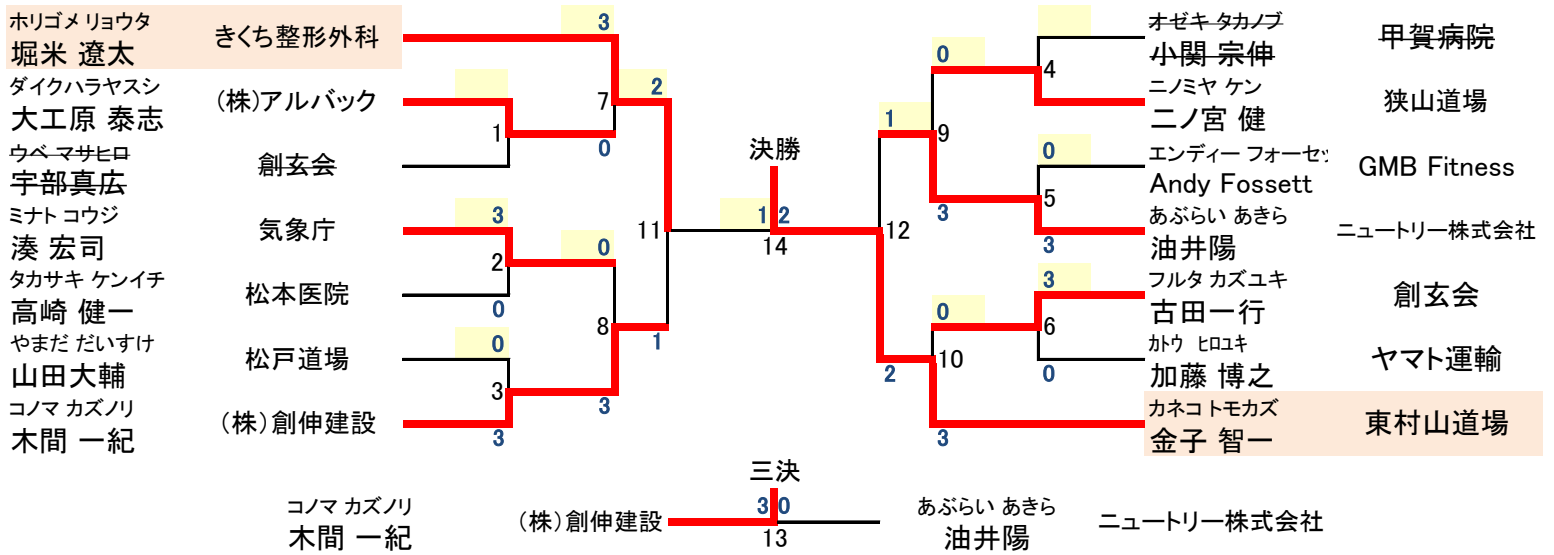 ホリゴメ リョウタ
堀米 遼太
きくち整形外科
3
ダイクハラヤスシ
大工原 泰志
(株)アルバック
1
7
2
0
ウベ マサヒロ
宇部真広
創玄会
ミナト コウジ
湊 宏司
気象庁
3
2
0
11
タカサキ ケンイチ
高崎 健一
松本医院
0
8
1
やまだ だいすけ
山田大輔
松戸道場
0
3
3
コノマ カズノリ
木間 一紀
(株)創伸建設
3
決勝
1 2
14
オゼキ タカノブ
小関 宗伸
甲賀病院
0
4
ニノミヤ ケン
二ノ宮 健
狭山道場
1
9
エンディー フォーセッ
Andy Fossett
GMB Fitness
0
5
3
12
あぶらい あきら
油井陽
ニュートリー株式会社
3
フルタ カズユキ
古田一行
創玄会
3
0
6
カトウ ヒロユキ
加藤 博之
ヤマト運輸
0
2
10
カネコ トモカズ
金子 智一
東村山道場
3
三決
コノマ カズノリ
木間 一紀
(株)創伸建設
3 0
13
あぶらい あきら
油井陽
ニュートリー株式会社